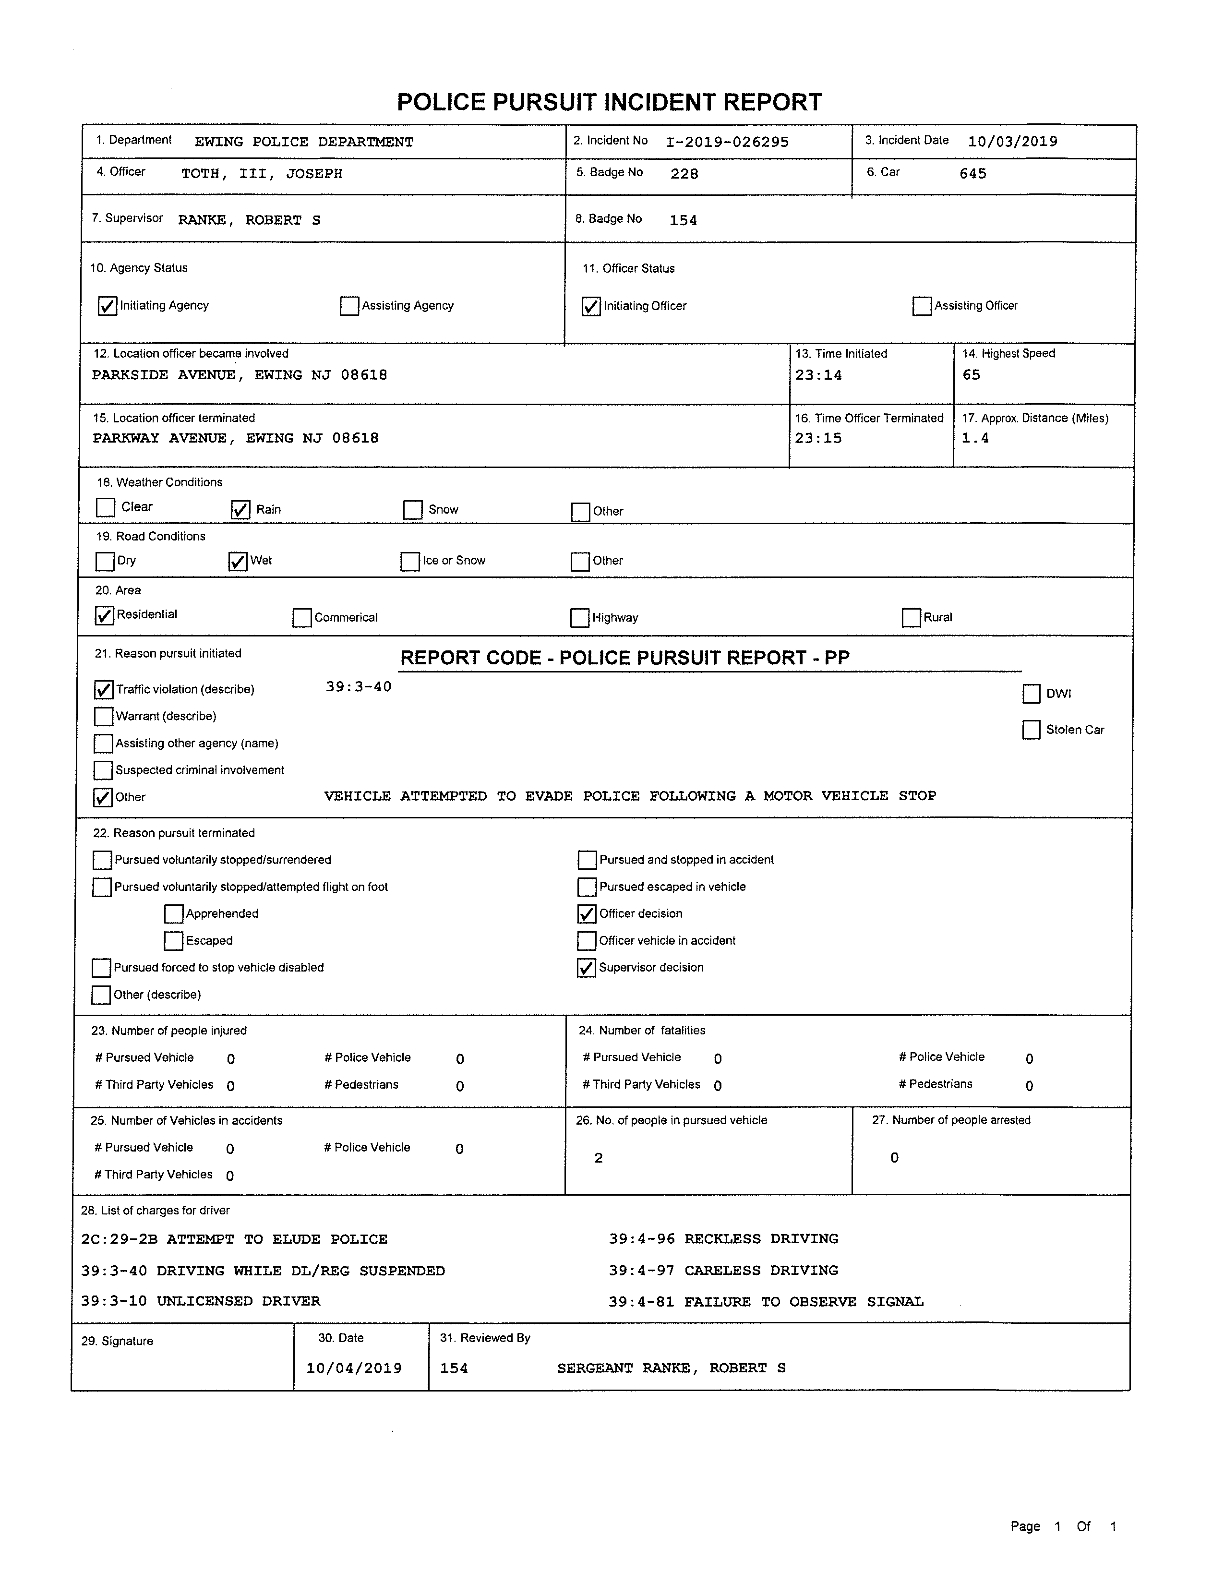 POLICE PURSUIT INCIDENT REPORT
1. Department EWING POLICE DEPARTMENT 2. Incident No I-2019-026295 3. Incident Date 10/03/2019
4. Officer TOTH, III, JOSEPH 5. Badge No 228 6. Car 645
7. Supervisor RANKE, ROBERT S 8. Badge No 154
10. Agency Status 11. Officer Status
Initiating Agency Assisting Agency Initiating Officer Assisting Officer
12. Location officer became involved 13. Time Initiated 14. Highest Speed
PARKSIDE AVENUE, EWING NJ 08618 23:14 65
15. Location officer terminated 16. Time Officer Terminated 17. Approx. Distance (Miles)
PARKWAY AVENUE, EWING NJ 08618 23:15 1.4
18. Weather Conditions
Clear Rain Snow Other
19. Road Conditions
Dry Wet Ice or Snow Other
20. Area
Residential Commerical Highway Rural
21. Reason pursuit initiated REPORT CODE - POLICE PURSUIT REPORT - PP
Traffic violation (describe) 39:3-40 DWI
Warrant (describe)
Stolen Car
Assisting other agency (name)
Suspected criminal involvement
Other VEHICLE ATTEMPTED TO EVADE POLICE FOLLOWING A MOTOR VEHICLE STOP
22. Reason pursuit terminated
Pursued voluntarily stopped/surrendered Pursued and stopped in accident
Pursued voluntarily stopped/attempted flight on foot Pursued escaped in vehicle
Apprehended Officer decision
Escaped Officer vehicle in accident
Pursued forced to stop vehicle disabled Supervisor decision
Other (describe)
23. Number of people injured 24. Number of fatalities
# Pursued Vehicle 0 # Police Vehicle 0 # Pursued Vehicle 0 # Police Vehicle 0
# Third Party Vehicles 0 # Pedestrians 0 # Third Party Vehicles 0 # Pedestrians 0
25. Number of Vehicles in accidents 26. No. of people in pursued vehicle 27. Number of people arrested
# Pursued Vehicle 0 # Police Vehicle 0 2 0
# Third Party Vehicles 0
28. List of charges for driver
2C:29-2B ATTEMPT TO ELUDE POLICE 39:4-96 RECKLESS DRIVING
39:3-40 DRIVING WHILE DL/REG SUSPENDED 39:4-97 CARELESS DRIVING
39:3-10 UNLICENSED DRIVER 39:4-81 FAILURE TO OBSERVE SIGNAL
29. Signature 30. Date 31. Reviewed By
10/04/2019 154 SERGEANT RANKE, ROBERT S
Page 1 Of 1